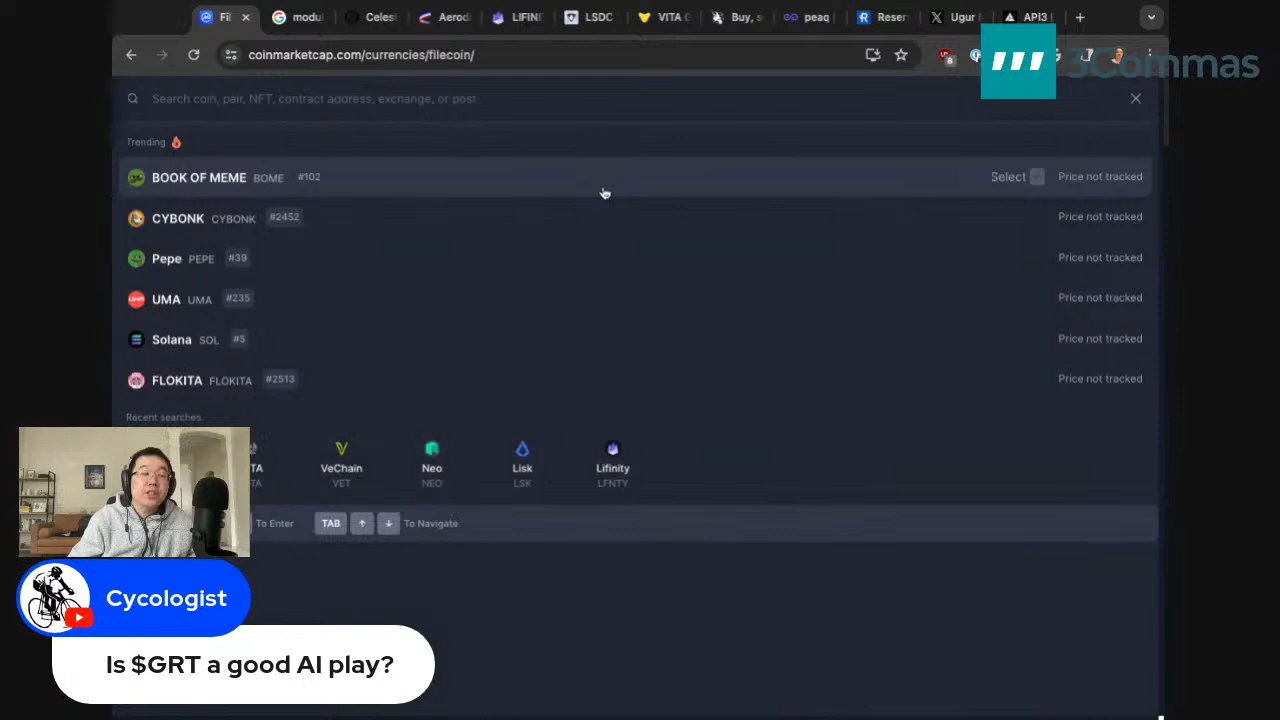 Fil
modul
Celest
Aerod
LIFINI
LSDC
VITA
Buy, s
peaq
Reser
Ugur
API3
coinmarketcap.com/currencies/filecoin/
3Commas
Search coin, pair, NFT, contract address, exchange, or post
Trending
BOOK OF MEME BOME #102 Select Price not tracked
CYBONK CYBONK #2452 Price not tracked
Pepe PEPE #39 Price not tracked
UMA UMA #235 Price not tracked
Solana SOL #5 Price not tracked
FLOKITA FLOKITA #2513 Price not tracked
Recent searches
TA VeChain Neo Lisk Lifinity
TA VET NEO LSK LFNTY
To Enter TAB To Navigate
Cycologist
Is $GRT a good AI play?